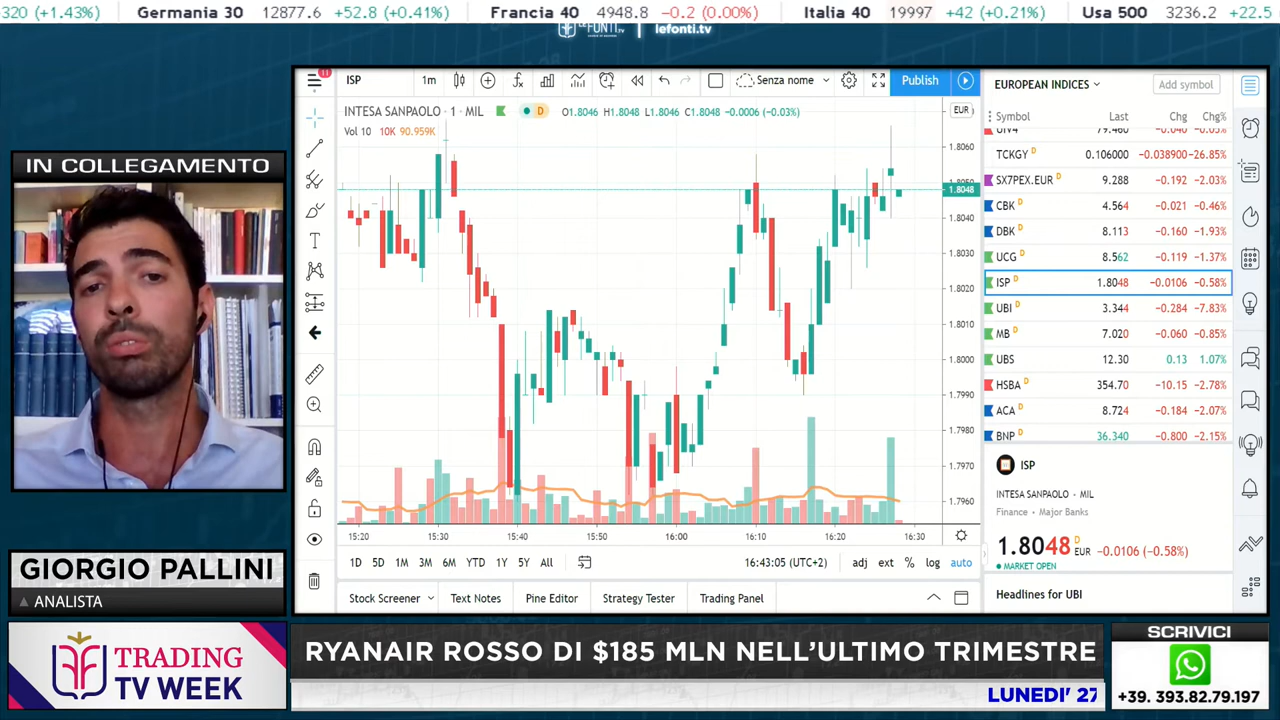 320 (+1.43%) Germania 30 12877.6 +52.8 (+0.41%) Francia 40 4948.8 -0.2 (0.00%) Italia 40 19997 +42 (+0.21%) Usa 500 3236.2 +22.5
LEFONTI.TV lefonti.tv
IN COLLEGAMENTO
GIORGIO PALLINI
ANALISTA
TRADING
TV WEEK
11
ISP 1m Senza nome Publish
INTESA SANPAOLO · 1 · MIL D O1.8046 H1.8048 L1.8046 C1.8048 −0.0006 (−0.03%) EUR
Vol 10 10K 90.959K
1.8060
1.8048
1.8040
1.8030
1.8020
1.8010
1.8000
1.7990
1.7980
1.7970
1.7960
15:20 15:30 15:40 15:50 16:00 16:10 16:20 16:30
1D 5D 1M 3M 6M YTD 1Y 5Y All 16:43:05 (UTC+2) adj ext % log auto
Stock Screener Text Notes Pine Editor Strategy Tester Trading Panel
EUROPEAN INDICES Add symbol
Symbol Last Chg Chg%
79.460 −0.040 −0.05%
TCKGY D 0.106000 −0.038900 −26.85%
SX7PEX.EUR D 9.288 −0.192 −2.03%
CBK D 4.564 −0.021 −0.46%
DBK D 8.113 −0.160 −1.93%
UCG D 8.562 −0.119 −1.37%
ISP D 1.8048 −0.0106 −0.58%
UBI D 3.344 −0.284 −7.83%
MB D 7.020 −0.060 −0.85%
UBS 12.30 0.13 1.07%
HSBA D 354.70 −10.15 −2.78%
ACA D 8.724 −0.184 −2.07%
BNP D 36.340 −0.800 −2.15%
ISP
INTESA SANPAOLO · MIL
Finance · Major Banks
1.8048 EUR −0.0106 (−0.58%)
MARKET OPEN
Headlines for UBI
RYANAIR ROSSO DI $185 MLN NELL'ULTIMO TRIMESTRE
LUNEDI' 27
SCRIVICI
+39. 393.82.79.197